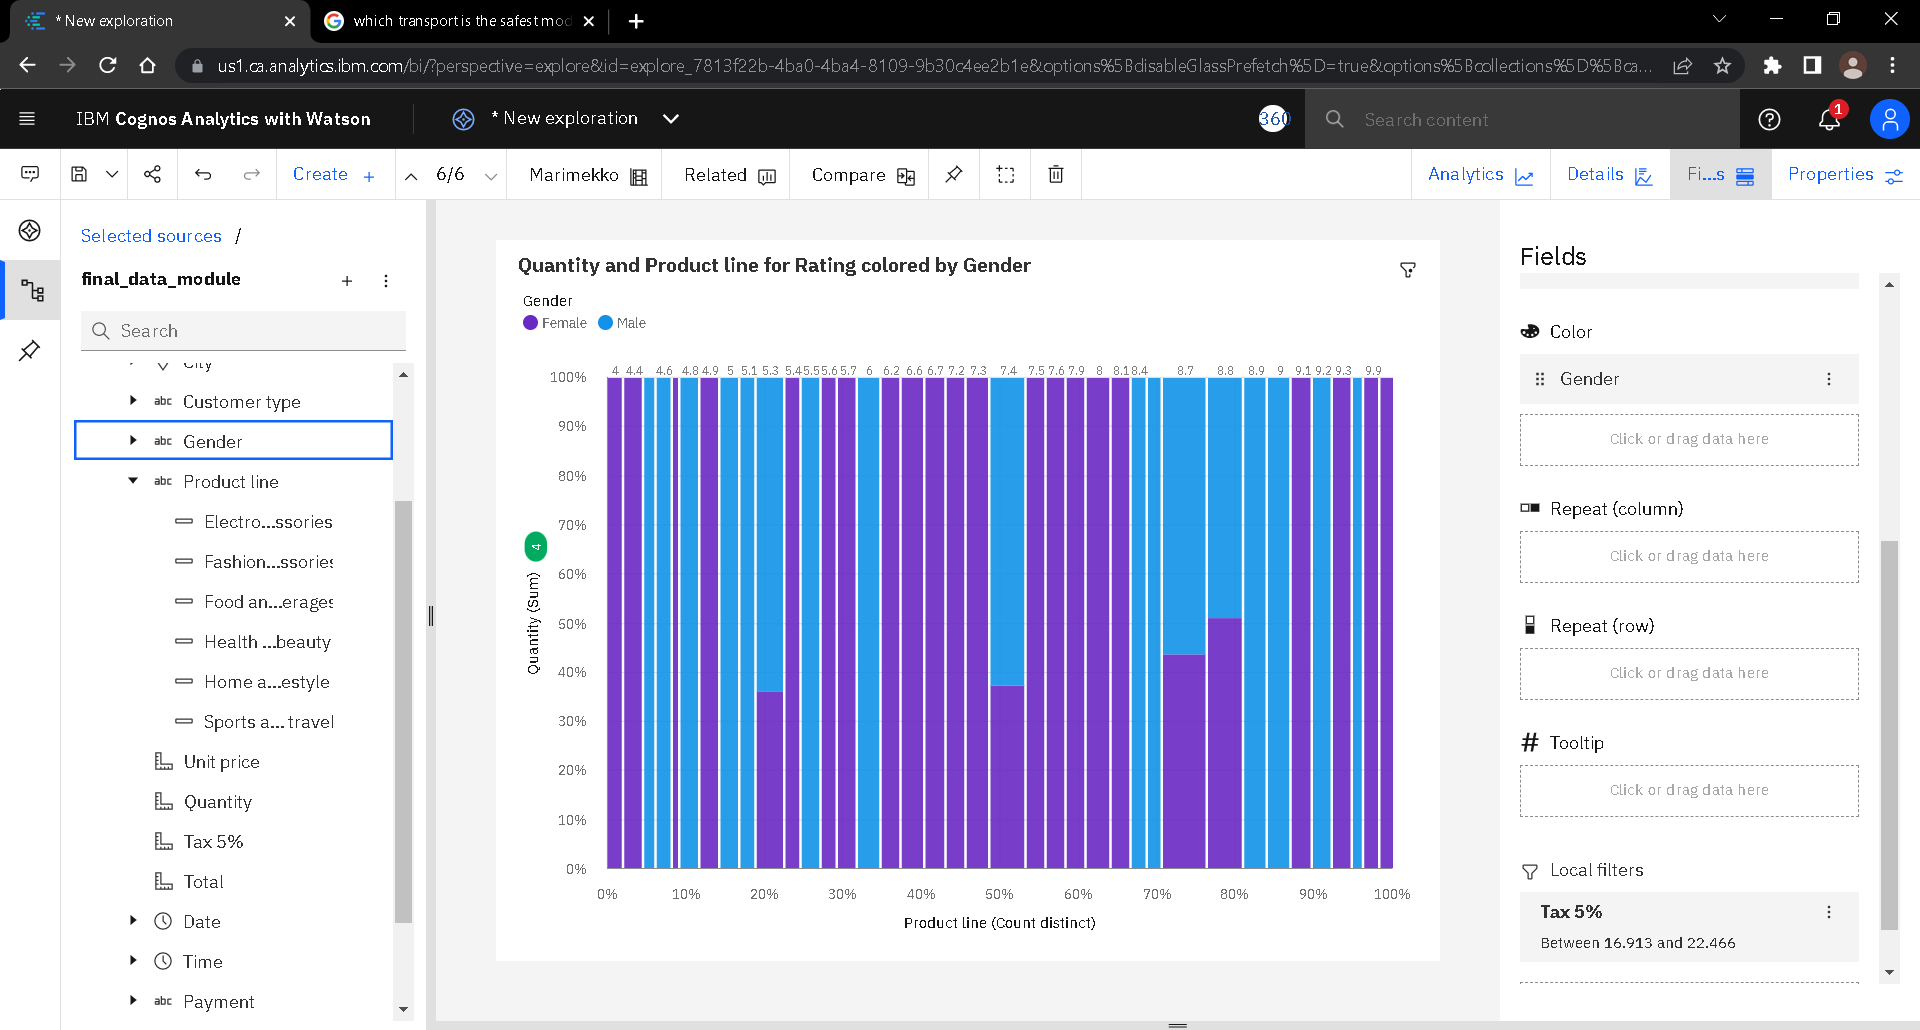 * New exploration
which transport is the safest mod
us1.ca.analytics.ibm.com/bi/?perspective=explore&id=explore_7813f22b-4ba0-4ba4-8109-9b30c4ee2b1e&options%5BdisableGlassPrefetch%5D=true&options%5Bcollections%5D%5Bca...
IBM Cognos Analytics with Watson
* New exploration
360
Search content
1
Create
6/6
Marimekko
Related
Compare
Analytics
Details
Fi...s
Properties
Selected sources /
final_data_module
Search
City
abc Customer type
abc Gender
abc Product line
Electro...ssories
Fashion...ssories
Food an...erages
Health ...beauty
Home a...estyle
Sports a... travel
Unit price
Quantity
Tax 5%
Total
Date
Time
abc Payment
Quantity and Product line for Rating colored by Gender
Gender
Female Male
4 4.4 4.6 4.8 4.9 5 5.1 5.3 5.4 5.5 5.6 5.7 6 6.2 6.6 6.7 7.2 7.3 7.4 7.5 7.6 7.9 8 8.1 8.4 8.7 8.8 8.9 9 9.1 9.2 9.3 9.9
100%
90%
80%
70%
60%
50%
40%
30%
20%
10%
0%
Quantity (Sum)
4
0% 10% 20% 30% 40% 50% 60% 70% 80% 90% 100%
Product line (Count distinct)
Fields
Color
Gender
Click or drag data here
Repeat (column)
Click or drag data here
Repeat (row)
Click or drag data here
Tooltip
Click or drag data here
Local filters
Tax 5%
Between 16.913 and 22.466